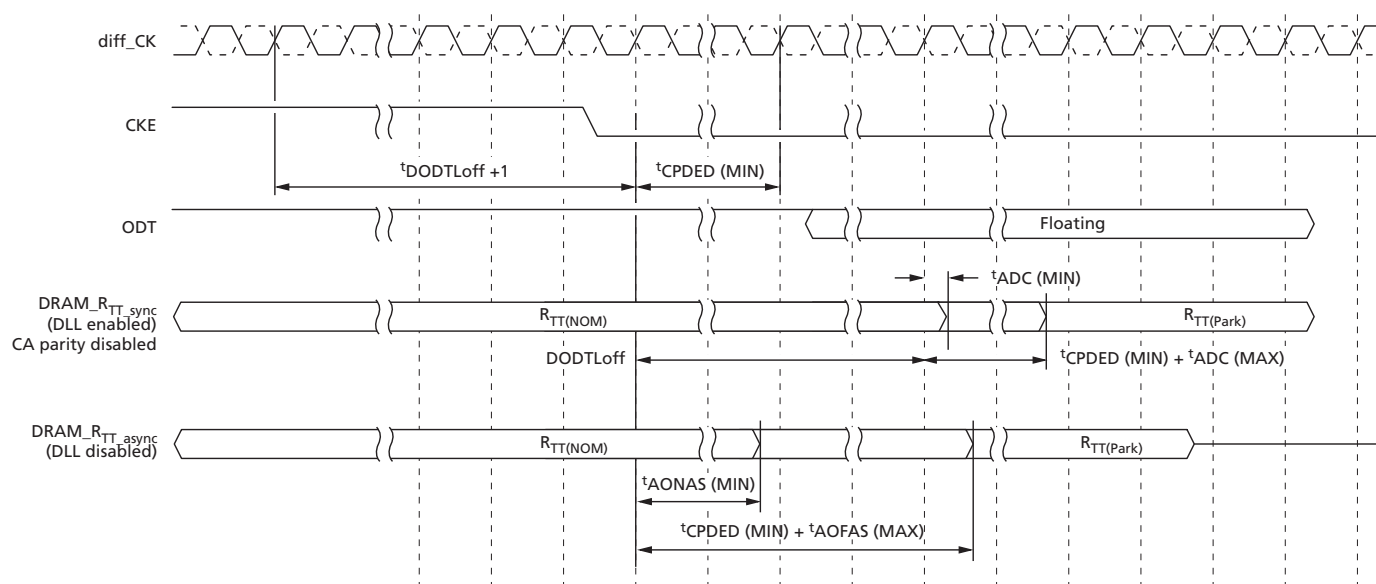 diff_CK
CKE
tDODTLoff +1
tCPDED (MIN)
ODT
Floating
tADC (MIN)
DRAM_RTT_sync
(DLL enabled)
CA parity disabled
RTT(NOM)
RTT(Park)
DODTLoff
tCPDED (MIN) + tADC (MAX)
DRAM_RTT_async
(DLL disabled)
RTT(NOM)
RTT(Park)
tAONAS (MIN)
tCPDED (MIN) + tAOFAS (MAX)